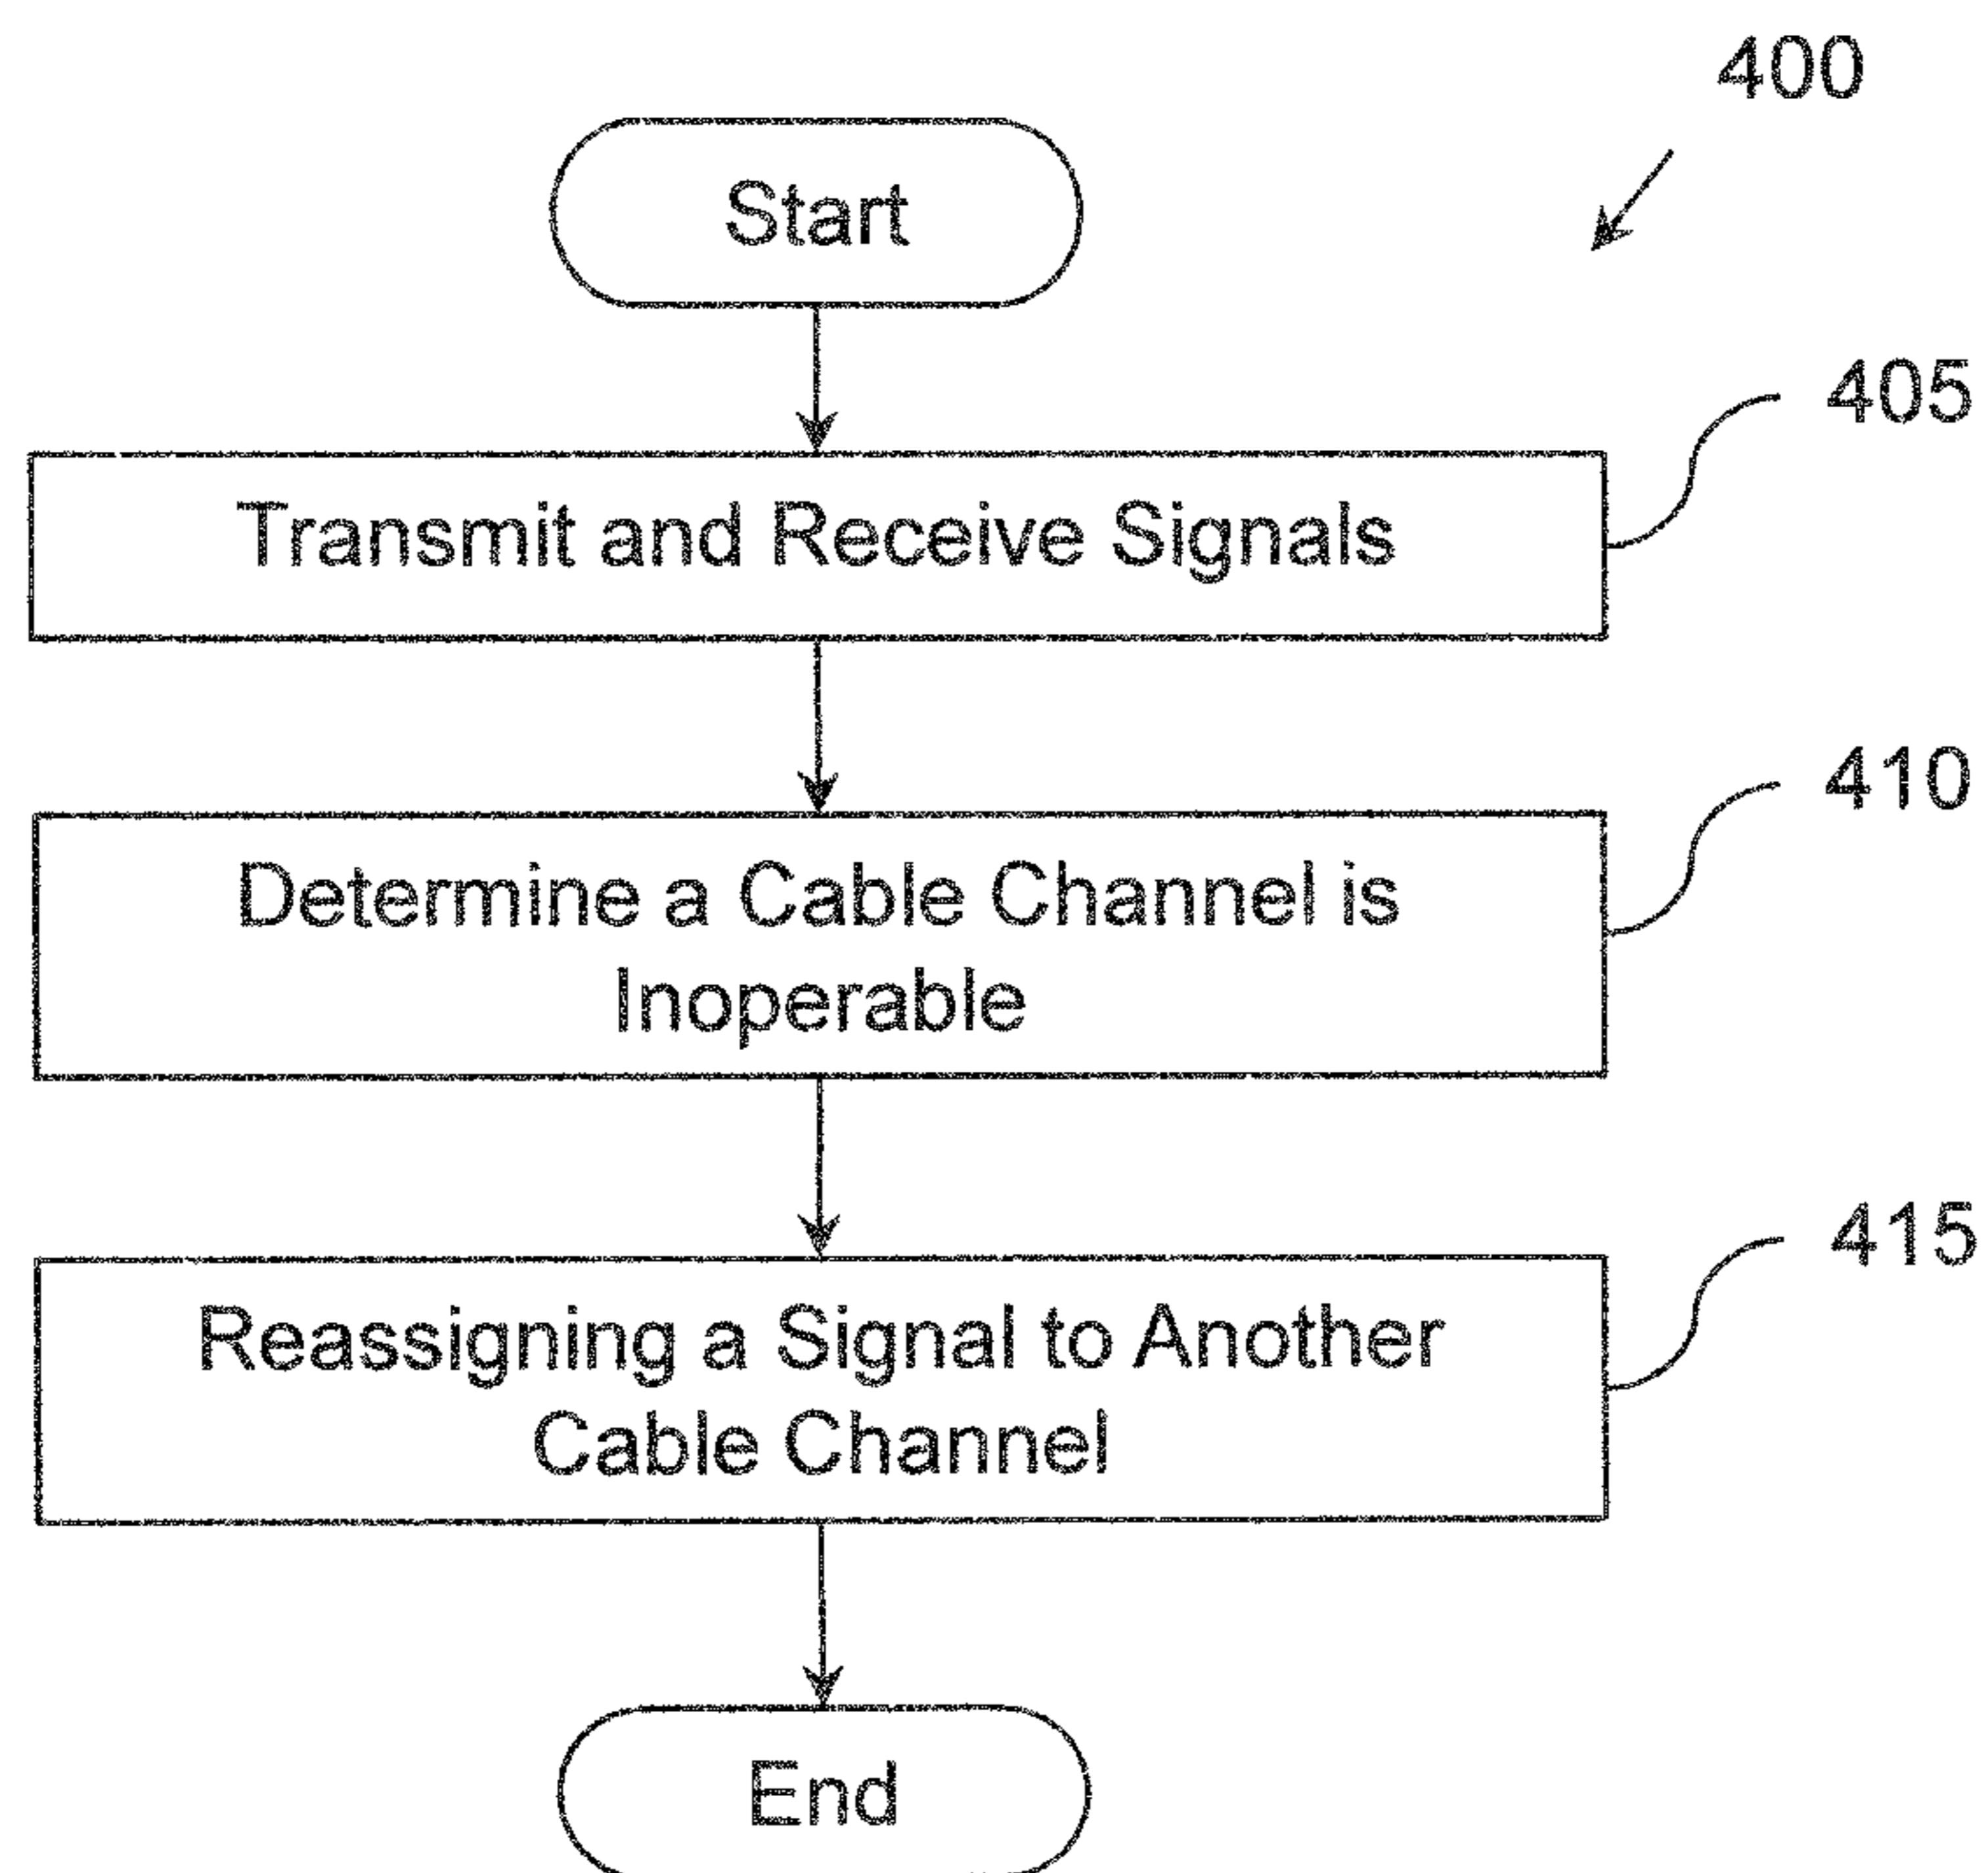 400
Start
405
Transmit and Receive Signals
410
Determine a Cable Channel is
Inoperable
415
Reassigning a Signal to Another
Cable Channel
End